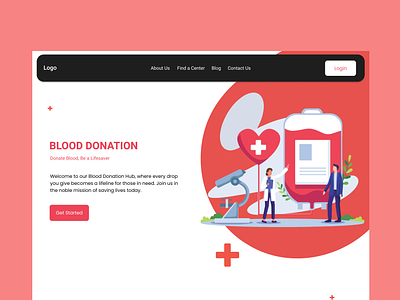 Logo
About Us Find a Center Blog Contact Us
Login
BLOOD DONATION
Donate Blood, Be a Lifesaver
Welcome to our Blood Donation Hub, where every drop
you give becomes a lifeline for those in need. Join us in
the noble mission of saving lives today.
Get Started